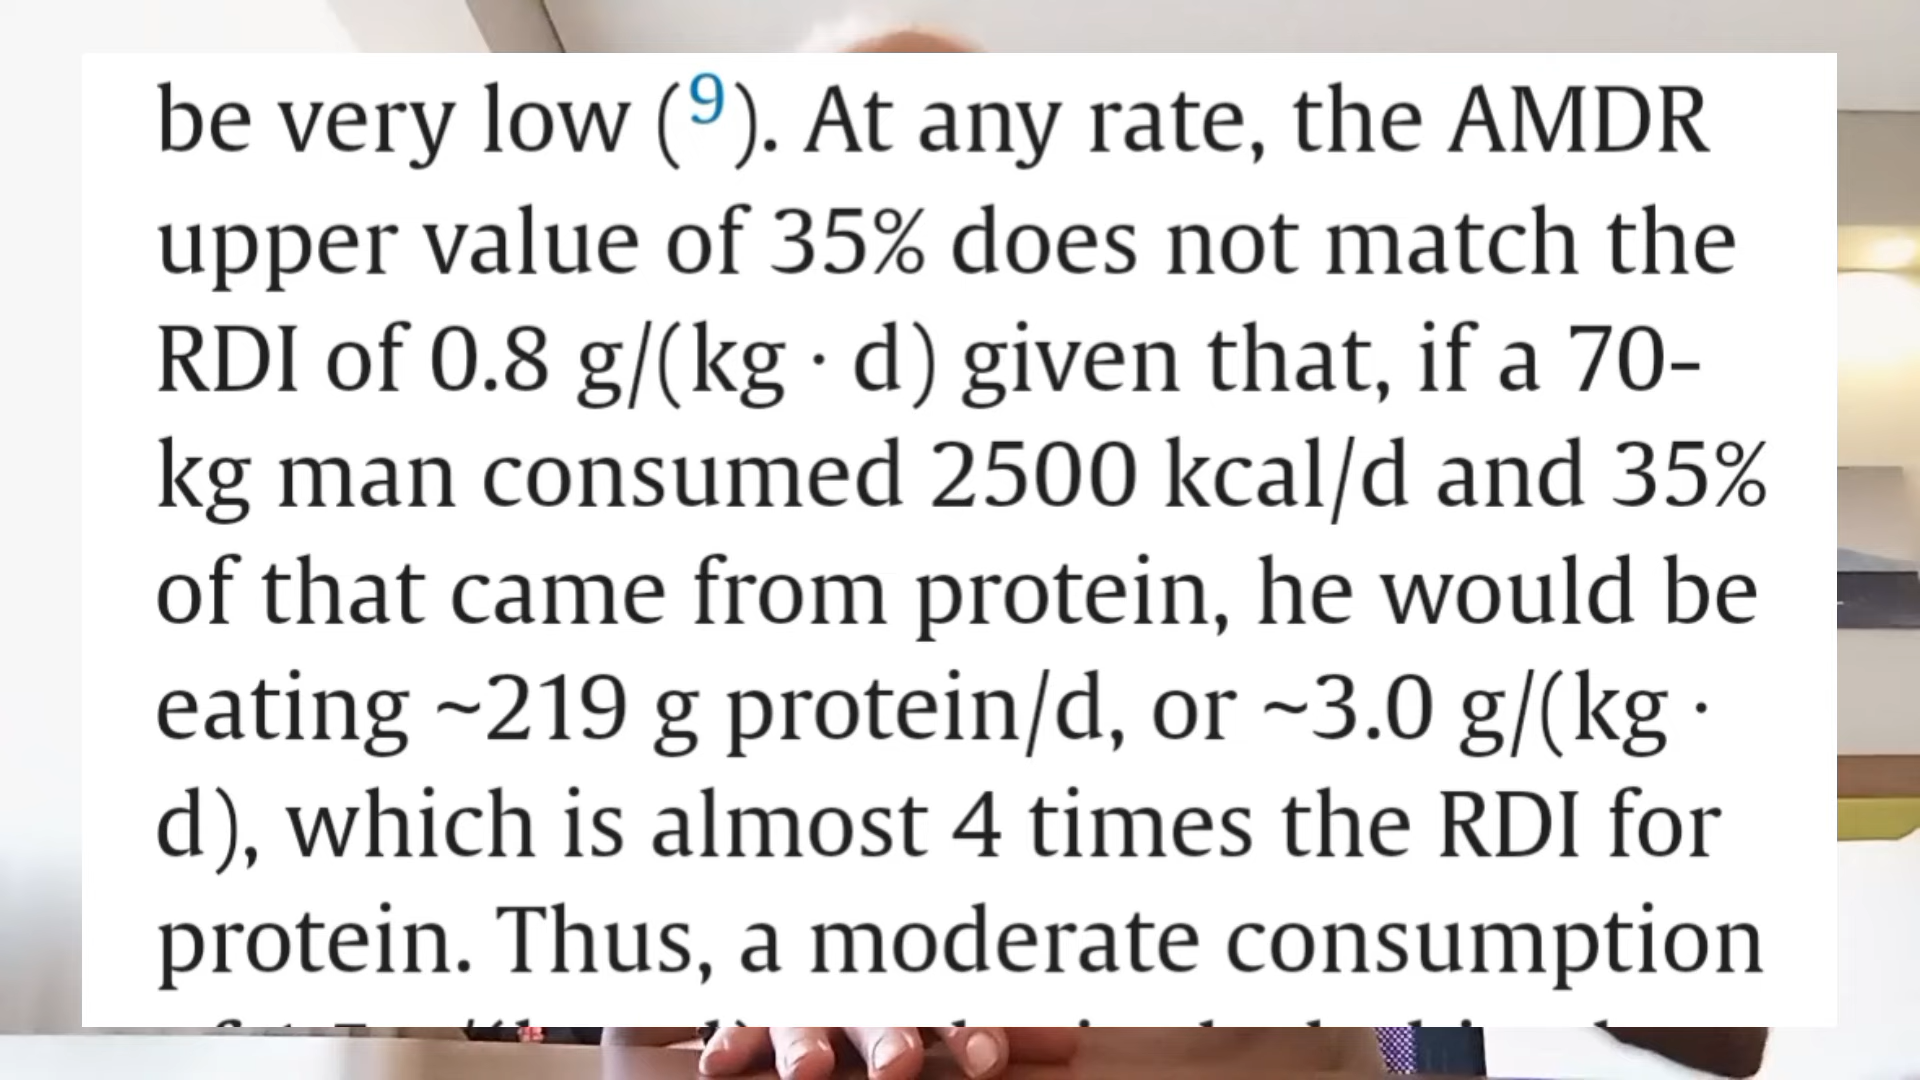 be very low (9). At any rate, the AMDR
upper value of 35% does not match the
RDI of 0.8 g/(kg · d) given that, if a 70-
kg man consumed 2500 kcal/d and 35%
of that came from protein, he would be
eating ~219 g protein/d, or ~3.0 g/(kg ·
d), which is almost 4 times the RDI for
protein. Thus, a moderate consumption